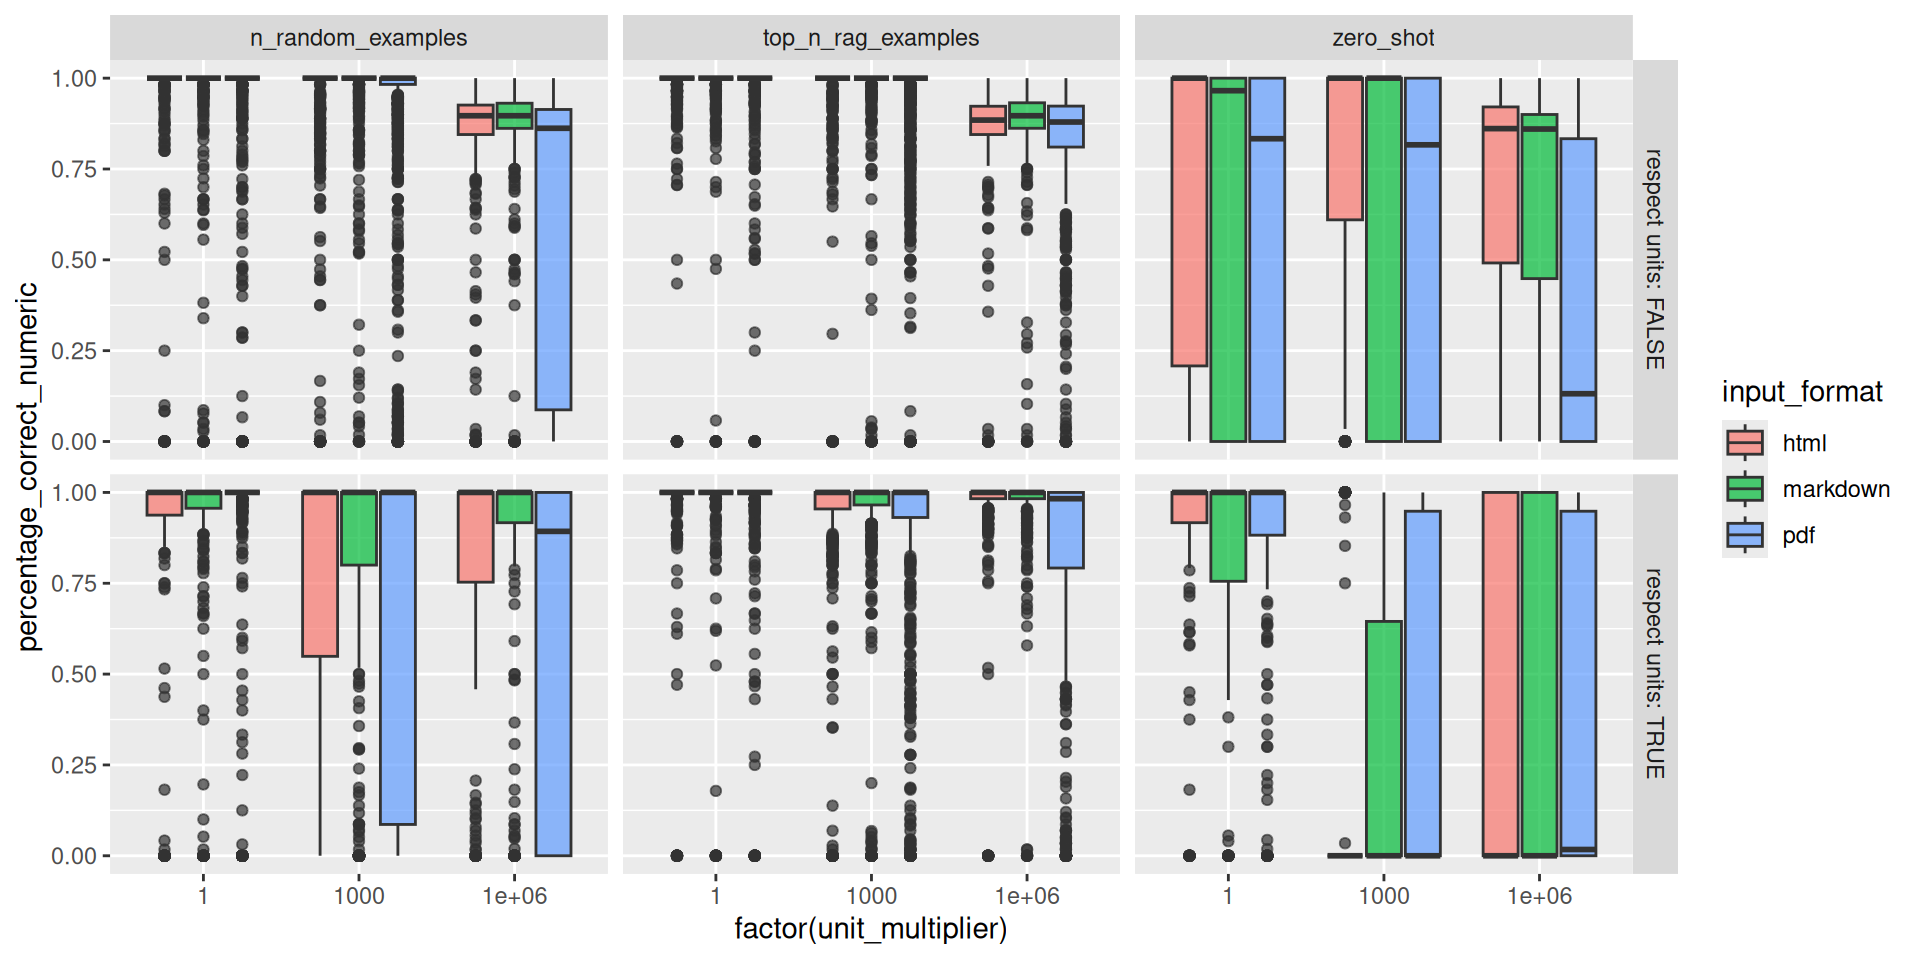 n_random_examples
top_n_rag_examples
zero_shot
percentage_correct_numeric
1.00
0.75
0.50
0.25
0.00
respect units: FALSE
1.00
0.75
0.50
0.25
0.00
respect units: TRUE
1
1000
1e+06
1
1000
1e+06
1
1000
1e+06
factor(unit_multiplier)
input_format
html
markdown
pdf